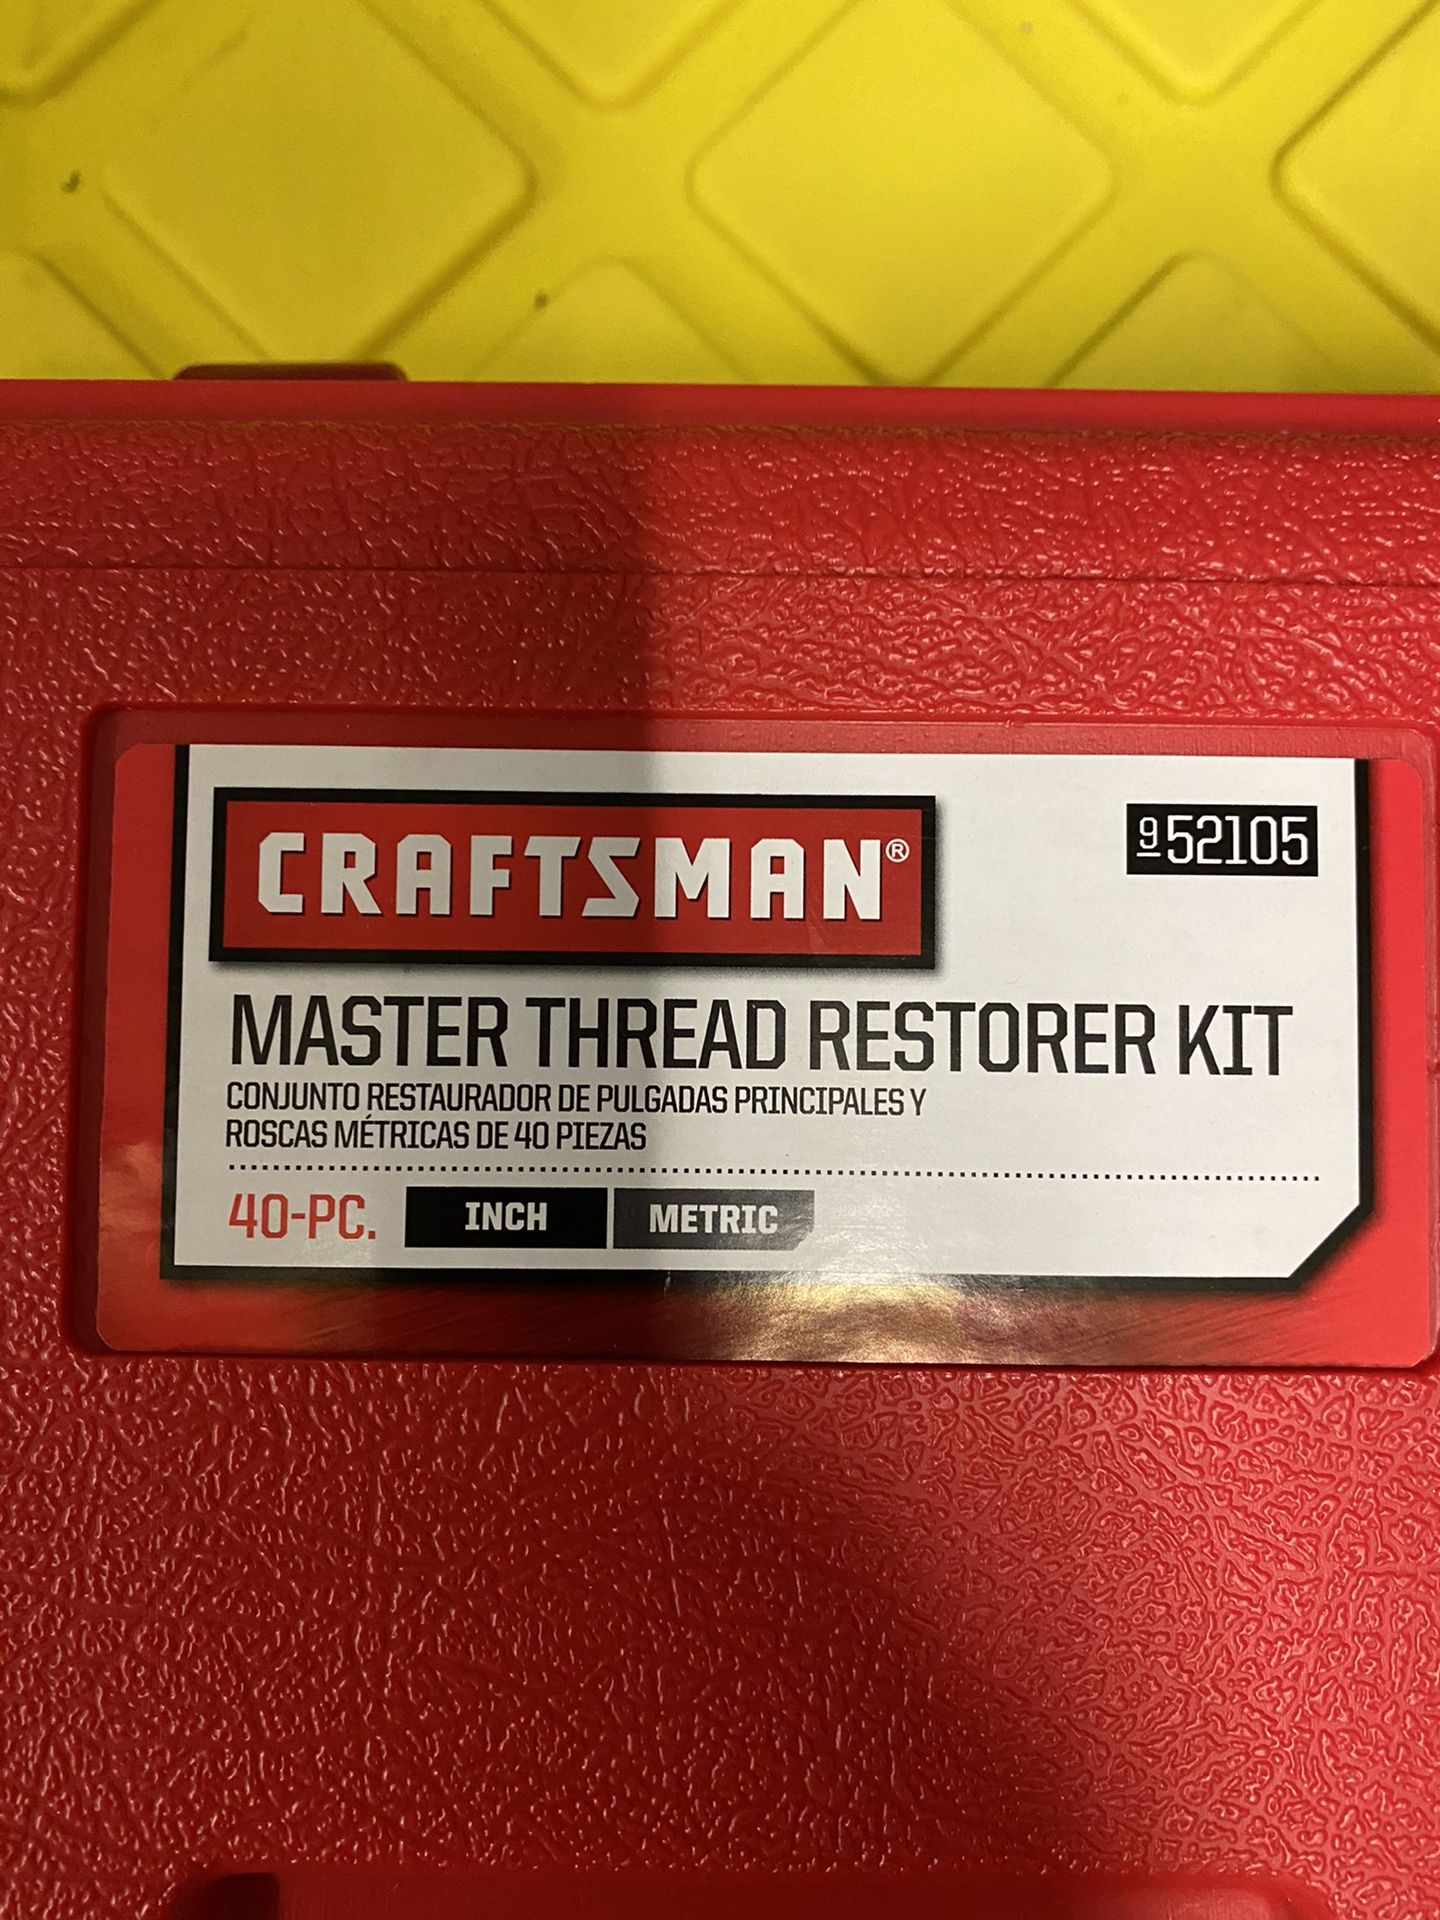 CRAFTSMAN®
952105
MASTER THREAD RESTORER KIT
CONJUNTO RESTAURADOR DE PULGADAS PRINCIPALES Y
ROSCAS MÉTRICAS DE 40 PIEZAS
40-PC. INCH METRIC